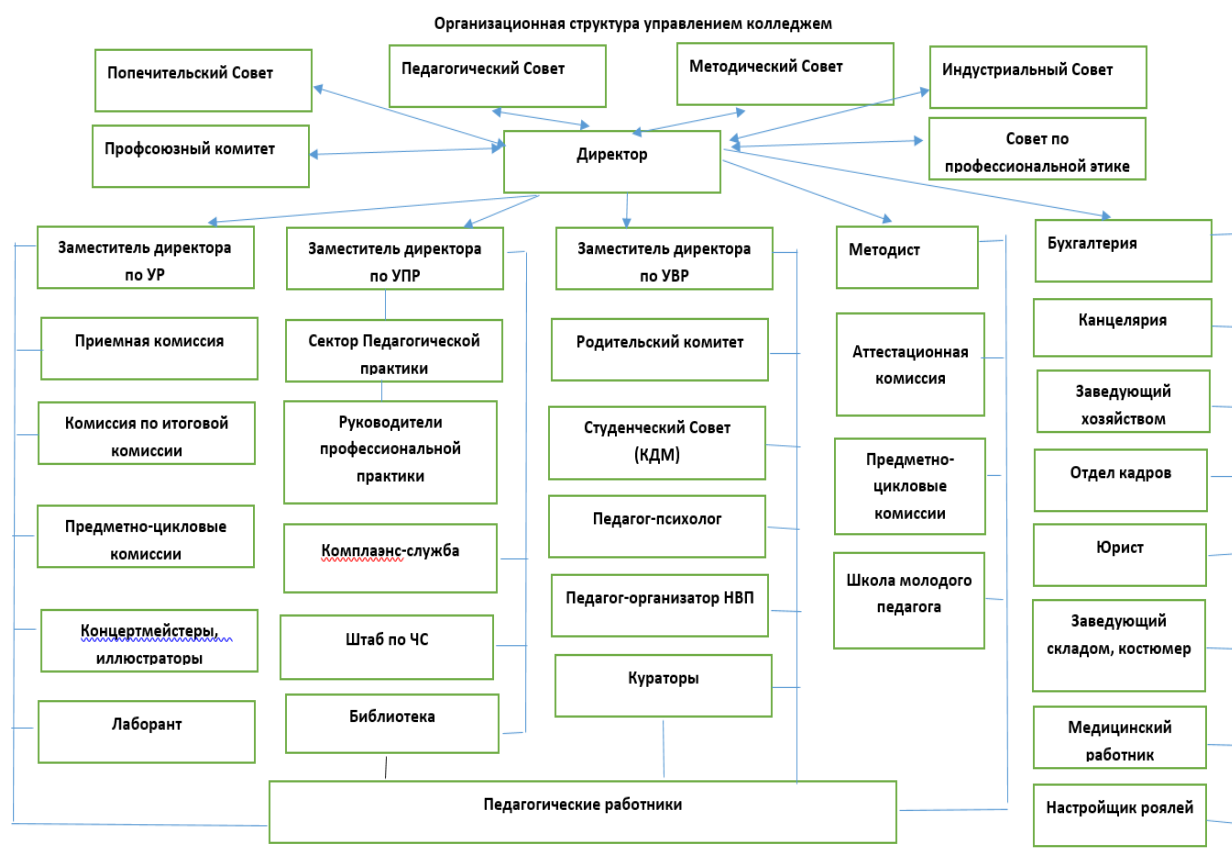 Организационная структура управлением колледжем
Попечительский Совет
Педагогический Совет
Методический Совет
Индустриальный Совет
Профсоюзный комитет
Директор
Совет по
профессиональной этике
Заместитель директора
по УР
Приемная комиссия
Комиссия по итоговой
комиссии
Предметно-цикловые
комиссии
Концертмейстеры,
иллюстраторы
Лаборант
Заместитель директора
по УПР
Сектор Педагогической
практики
Руководители
профессиональной
практики
Комплаэнс-служба
Штаб по ЧС
Библиотека
Заместитель директора
по УВР
Родительский комитет
Студенческий Совет
(КДМ)
Педагог-психолог
Педагог-организатор НВП
Кураторы
Методист
Аттестационная
комиссия
Предметно-
цикловые
комиссии
Школа молодого
педагога
Бухгалтерия
Канцелярия
Заведующий
хозяйством
Отдел кадров
Юрист
Заведующий
складом, костюмер
Медицинский
работник
Настройщик роялей
Педагогические работники